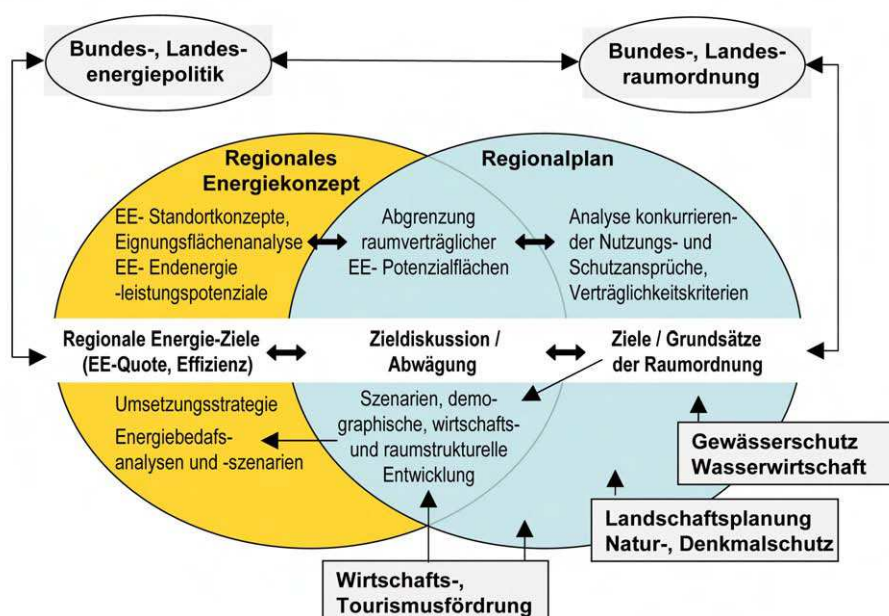 Bundes-, Landes-
energiepolitik
Bundes-, Landes-
raumordnung
Regionales
Energiekonzept
Regionalplan
EE- Standortkonzepte,
Eignungsflächenanalyse
EE- Endenergie
-leistungspotenziale
Abgrenzung
raumverträglicher
EE- Potenzialflächen
Analyse konkurrieren-
der Nutzungs- und
Schutzansprüche,
Verträglichkeitskriterien
Regionale Energie-Ziele
(EE-Quote, Effizienz)
Zieldiskussion /
Abwägung
Ziele / Grundsätze
der Raumordnung
Umsetzungsstrategie
Energiebedafs-
analysen und -szenarien
Szenarien, demo-
graphische, wirtschafts-
und raumstrukturelle
Entwicklung
Gewässerschutz
Wasserwirtschaft
Landschaftsplanung
Natur-, Denkmalschutz
Wirtschafts-,
Tourismusfördrung